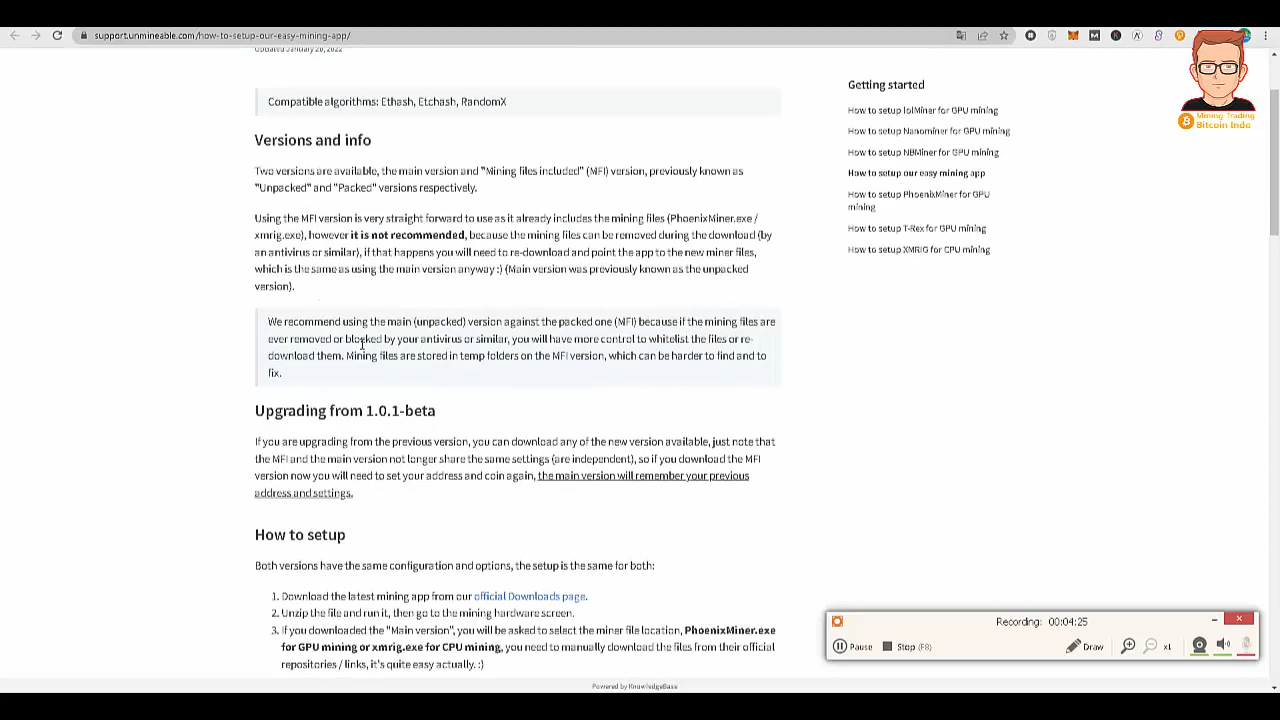 support.unmineable.com/how-to-setup-our-easy-mining-app/
Updated January 20, 2022
Compatible algorithms: Ethash, Etchash, RandomX
Versions and info
Two versions are available, the main version and "Mining files included" (MFI) version, previously known as
"Unpacked" and "Packed" versions respectively.
Using the MFI version is very straight forward to use as it already includes the mining files (PhoenixMiner.exe /
xmrig.exe), however it is not recommended, because the mining files can be removed during the download (by
an antivirus or similar), if that happens you will need to re-download and point the app to the new miner files,
which is the same as using the main version anyway :) (Main version was previously known as the unpacked
version).
We recommend using the main (unpacked) version against the packed one (MFI) because if the mining files are
ever removed or blocked by your antivirus or similar, you will have more control to whitelist the files or re-
download them. Mining files are stored in temp folders on the MFI version, which can be harder to find and to
fix.
Upgrading from 1.0.1-beta
If you are upgrading from the previous version, you can download any of the new version available, just note that
the MFI and the main version not longer share the same settings (are independent), so if you download the MFI
version now you will need to set your address and coin again, the main version will remember your previous
address and settings.
How to setup
Both versions have the same configuration and options, the setup is the same for both:
1. Download the latest mining app from our official Downloads page.
2. Unzip the file and run it, then go to the mining hardware screen.
3. If you downloaded the "Main version", you will be asked to select the miner file location, PhoenixMiner.exe
for GPU mining or xmrig.exe for CPU mining, you need to manually download the files from their official
repositories / links, it's quite easy actually. :)
Getting started
How to setup lolMiner for GPU mining
How to setup Nanominer for GPU mining
How to setup NBMiner for GPU mining
How to setup our easy mining app
How to setup PhoenixMiner for GPU
mining
How to setup T-Rex for GPU mining
How to setup XMRIG for CPU mining
Mining Trading
Bitcoin Indo
Recording: 00:04:25
Pause
Stop (F8)
Draw
x1
Powered by KnowledgeBase